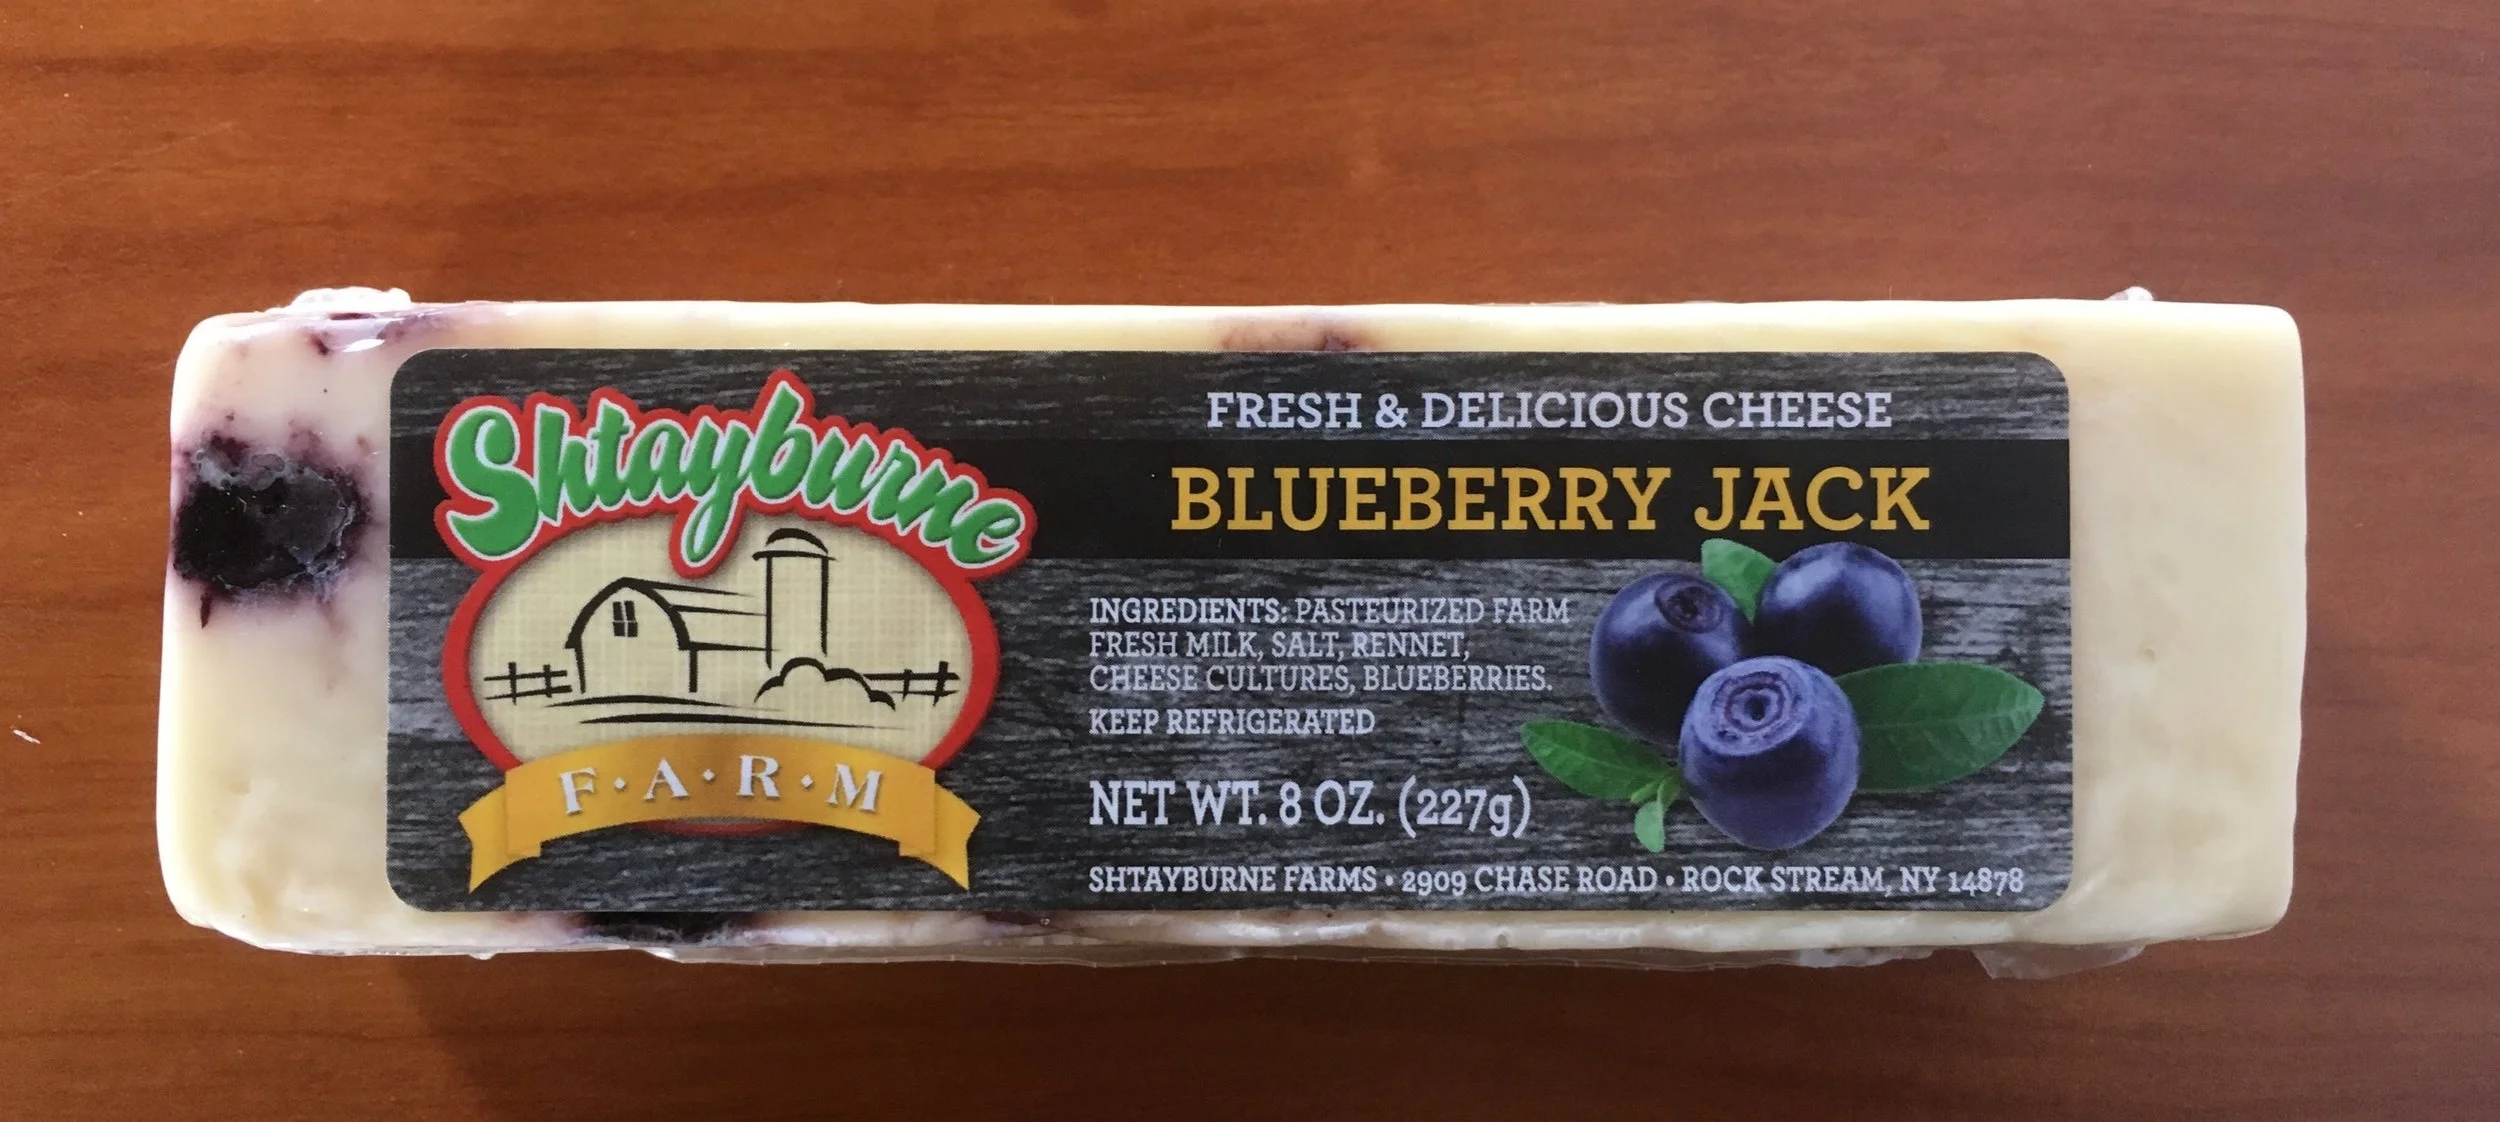 Shtayburne
F·A·R·M
FRESH & DELICIOUS CHEESE
BLUEBERRY JACK
INGREDIENTS: PASTEURIZED FARM
FRESH MILK, SALT, RENNET,
CHEESE CULTURES, BLUEBERRIES.
KEEP REFRIGERATED
NET WT. 8 OZ. (227g)
SHTAYBURNE FARMS • 2909 CHASE ROAD • ROCK STREAM, NY 14878